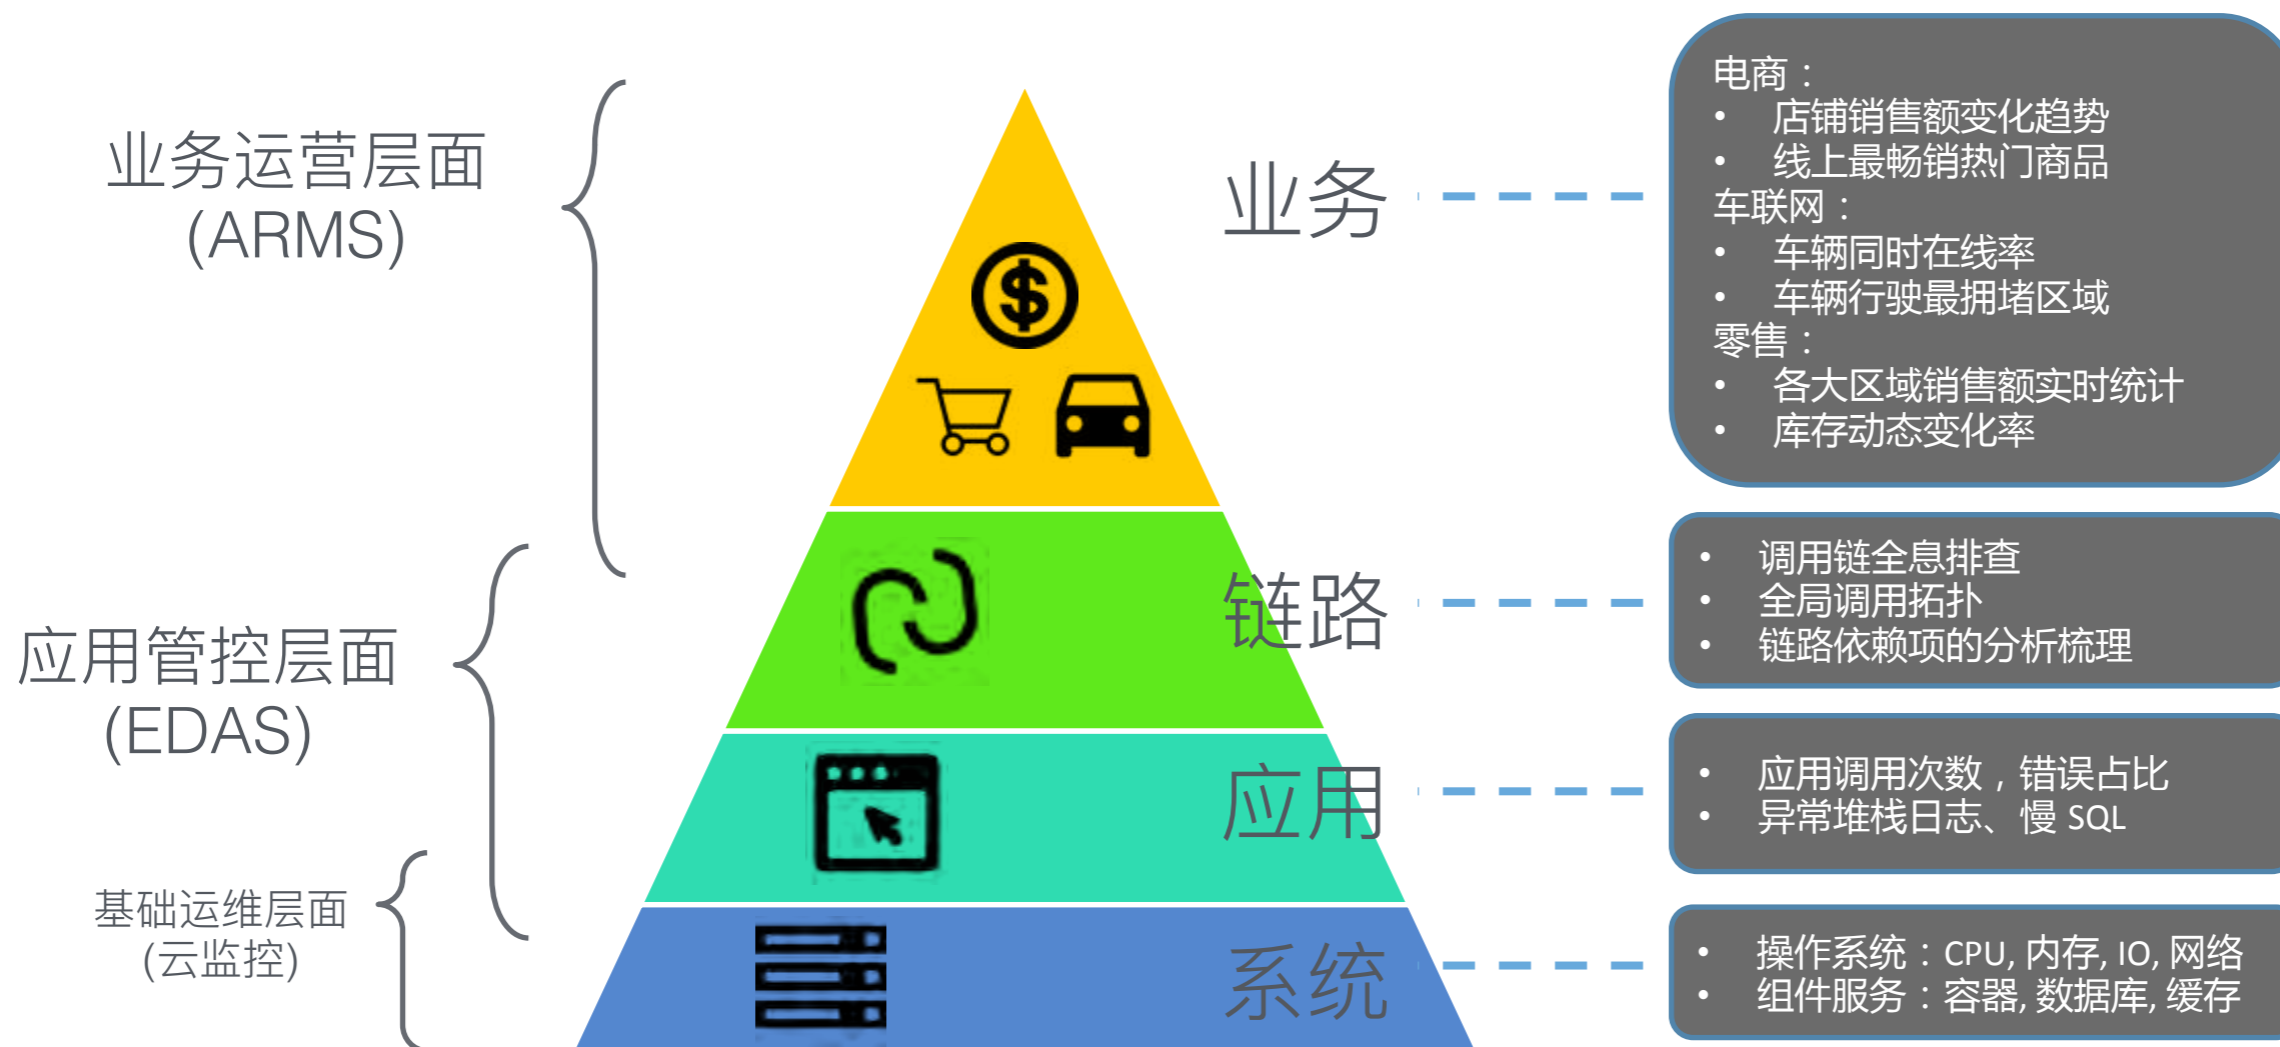 业务运营层面
(ARMS)
应用管控层面
(EDAS)
基础运维层面
(云监控)
业务
链路
应用
系统
电商：
• 店铺销售额变化趋势
• 线上最畅销热门商品
车联网：
• 车辆同时在线率
• 车辆行驶最拥堵区域
零售：
• 各大区域销售额实时统计
• 库存动态变化率
• 调用链全息排查
• 全局调用拓扑
• 链路依赖项的分析梳理
• 应用调用次数，错误占比
• 异常堆栈日志、慢 SQL
• 操作系统：CPU, 内存, IO, 网络
• 组件服务：容器, 数据库, 缓存